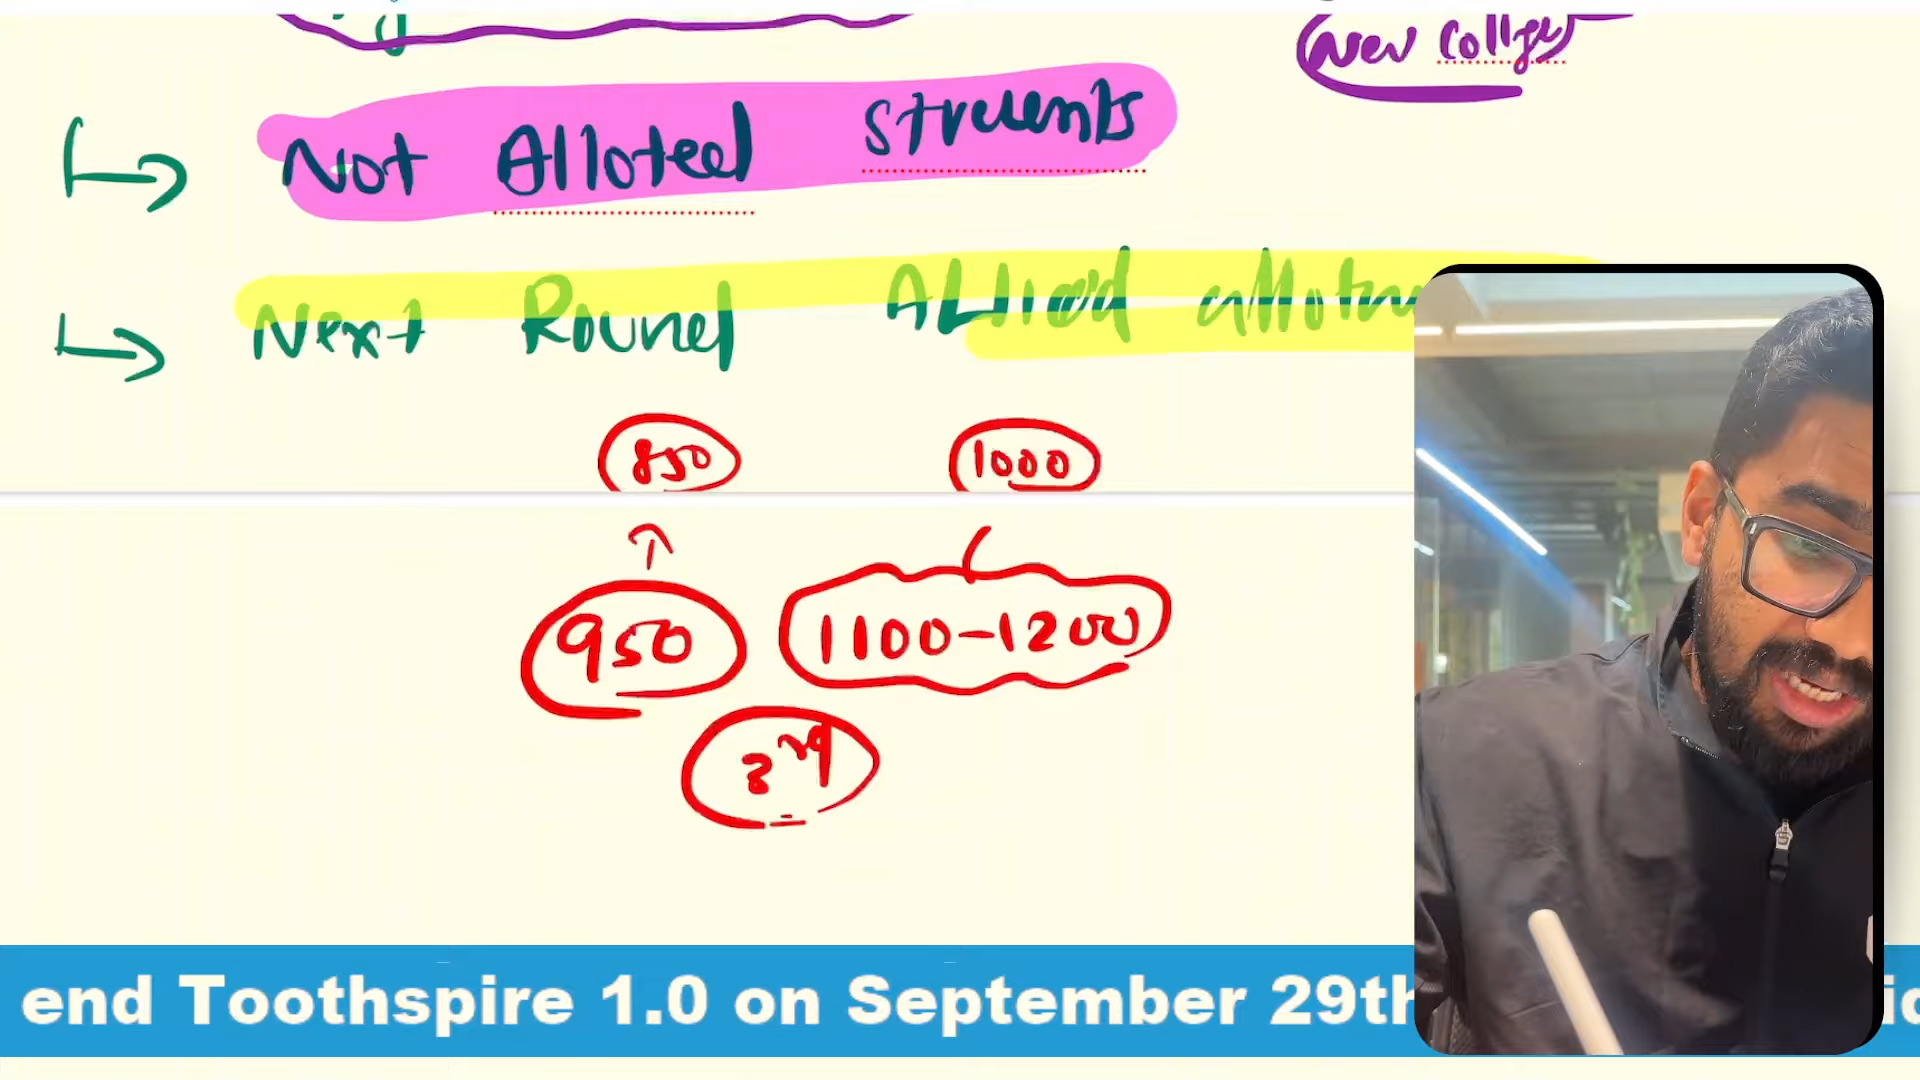 New college
Not Alloted Students
Next Round Allied allotm
850 1000
950 1100-1200
3rd
end Toothspire 1.0 on September 29th